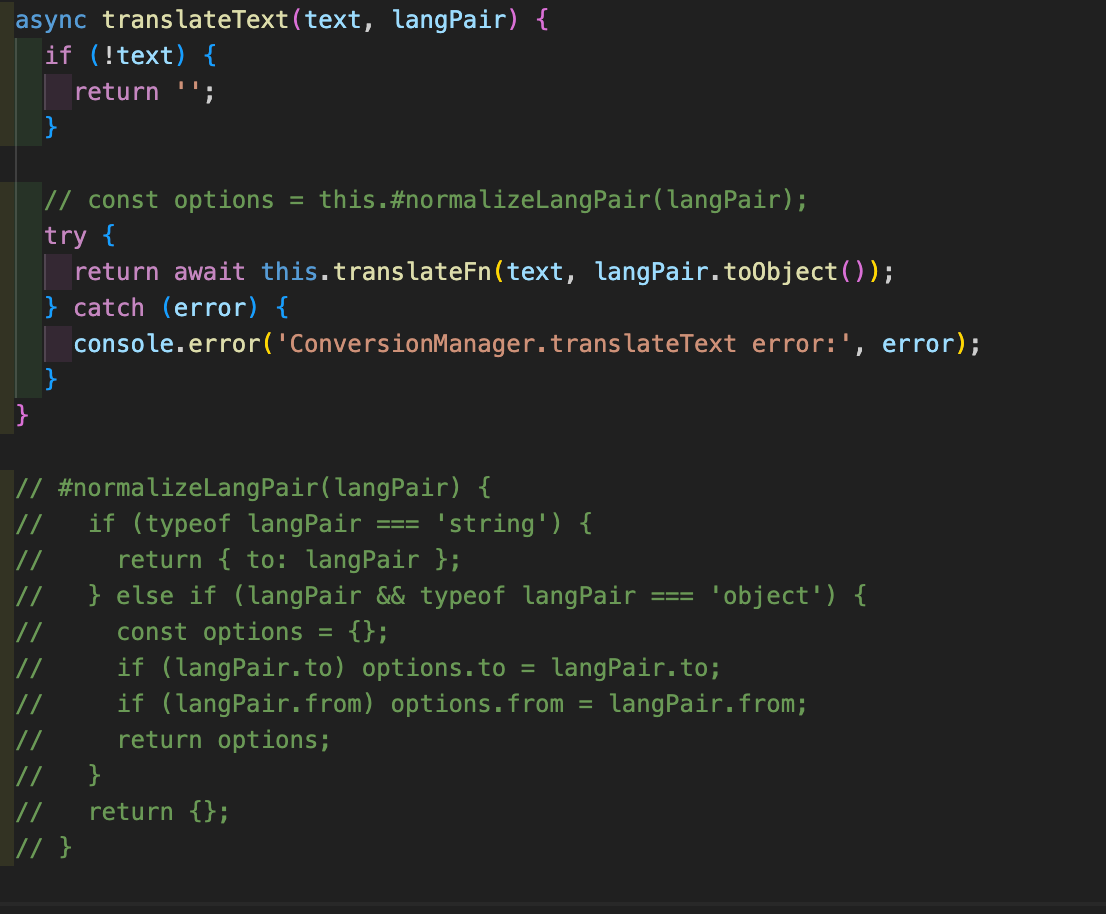 async translateText(text, langPair) {
  if (!text) {
    return '';
  }

  // const options = this.#normalizeLangPair(langPair);
  try {
    return await this.translateFn(text, langPair.toObject());
  } catch (error) {
    console.error('ConversionManager.translateText error:', error);
  }
}

// #normalizeLangPair(langPair) {
//   if (typeof langPair === 'string') {
//     return { to: langPair };
//   } else if (langPair && typeof langPair === 'object') {
//     const options = {};
//     if (langPair.to) options.to = langPair.to;
//     if (langPair.from) options.from = langPair.from;
//     return options;
//   }
//   return {};
// }